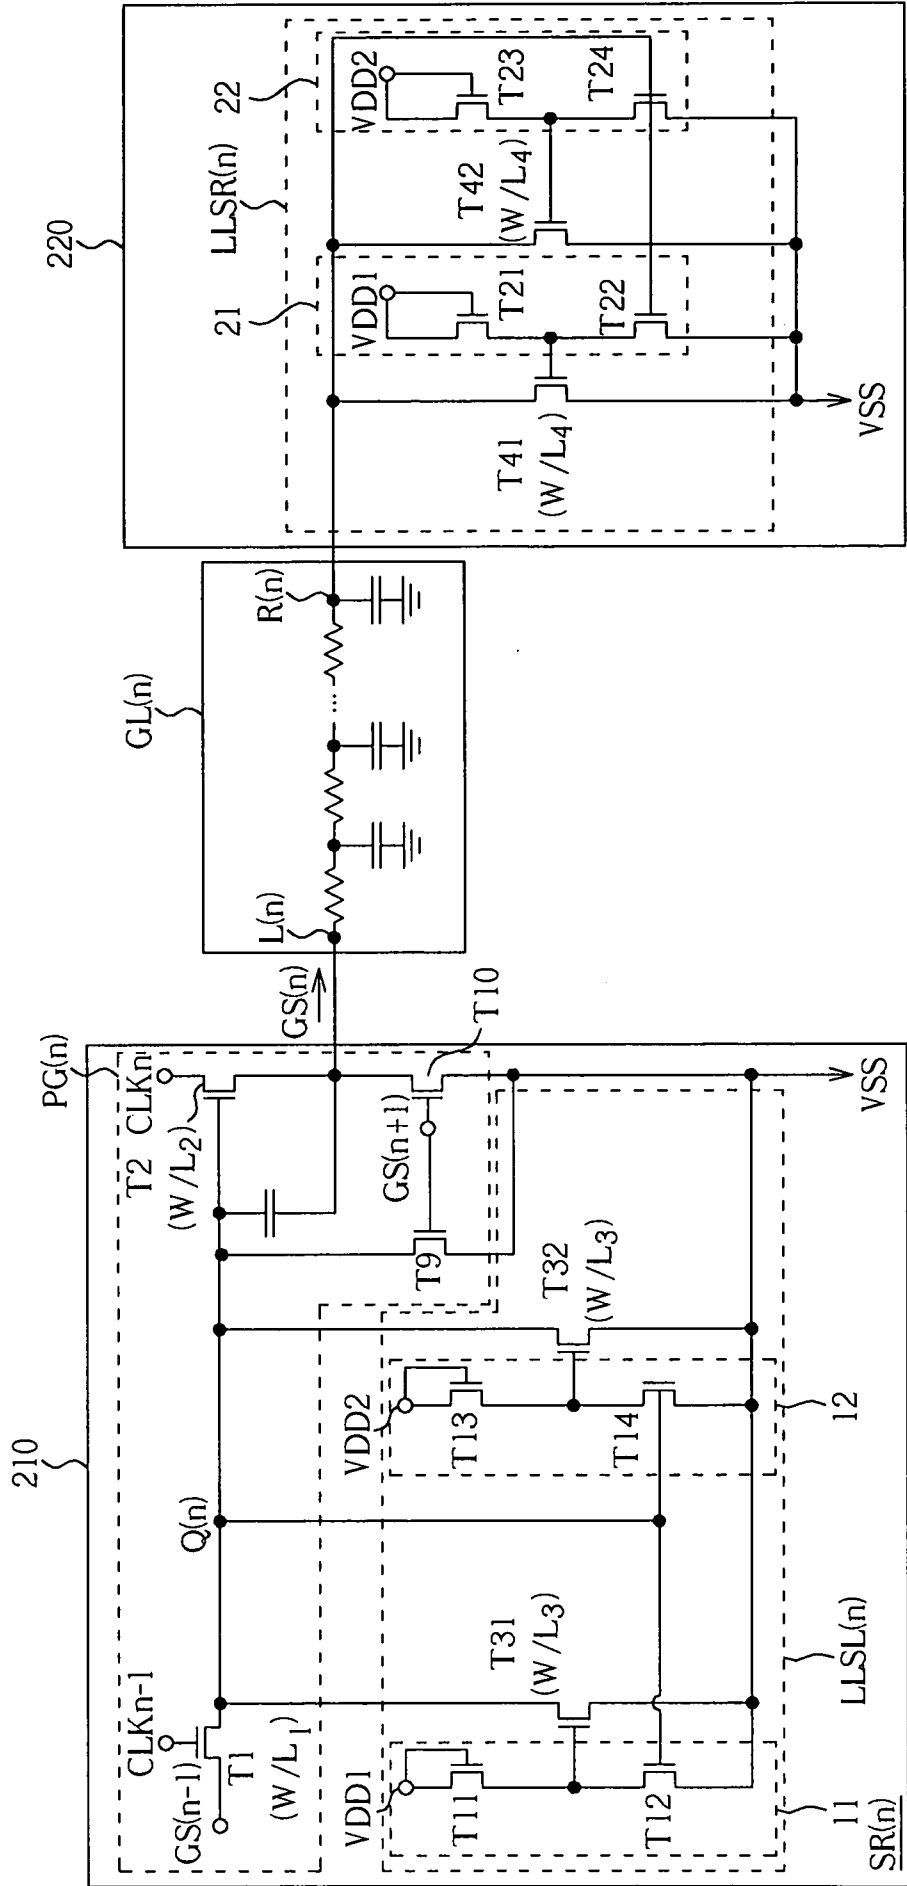 210
PG(n)
T2
CLKn
(W/L2)
Q(n)
CLKn-1
GS(n-1)
T1
(W/L1)
GS(n)
GS(n+1)
T10
T9
VDD1
T11
T12
T31
(W/L3)
VDD2
T13
T14
T32
(W/L3)
11
12
SR(n)
LLSL(n)
VSS
GL(n)
L(n)
...
R(n)
220
LLSR(n)
21
22
VDD1
T21
T22
T41
(W/L4)
VDD2
T23
T24
T42
(W/L4)
VSS